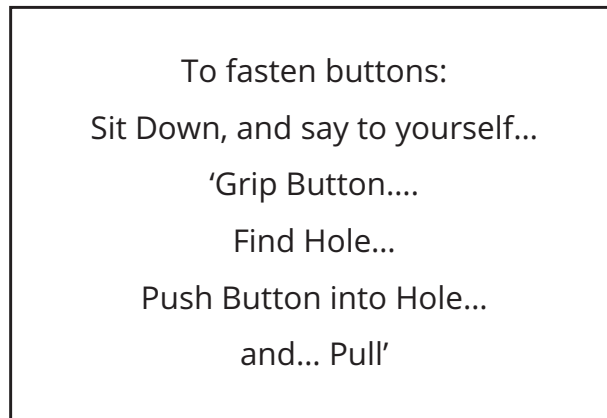 To fasten buttons:
Sit Down, and say to yourself...
‘Grip Button....
Find Hole...
Push Button into Hole...
and... Pull’